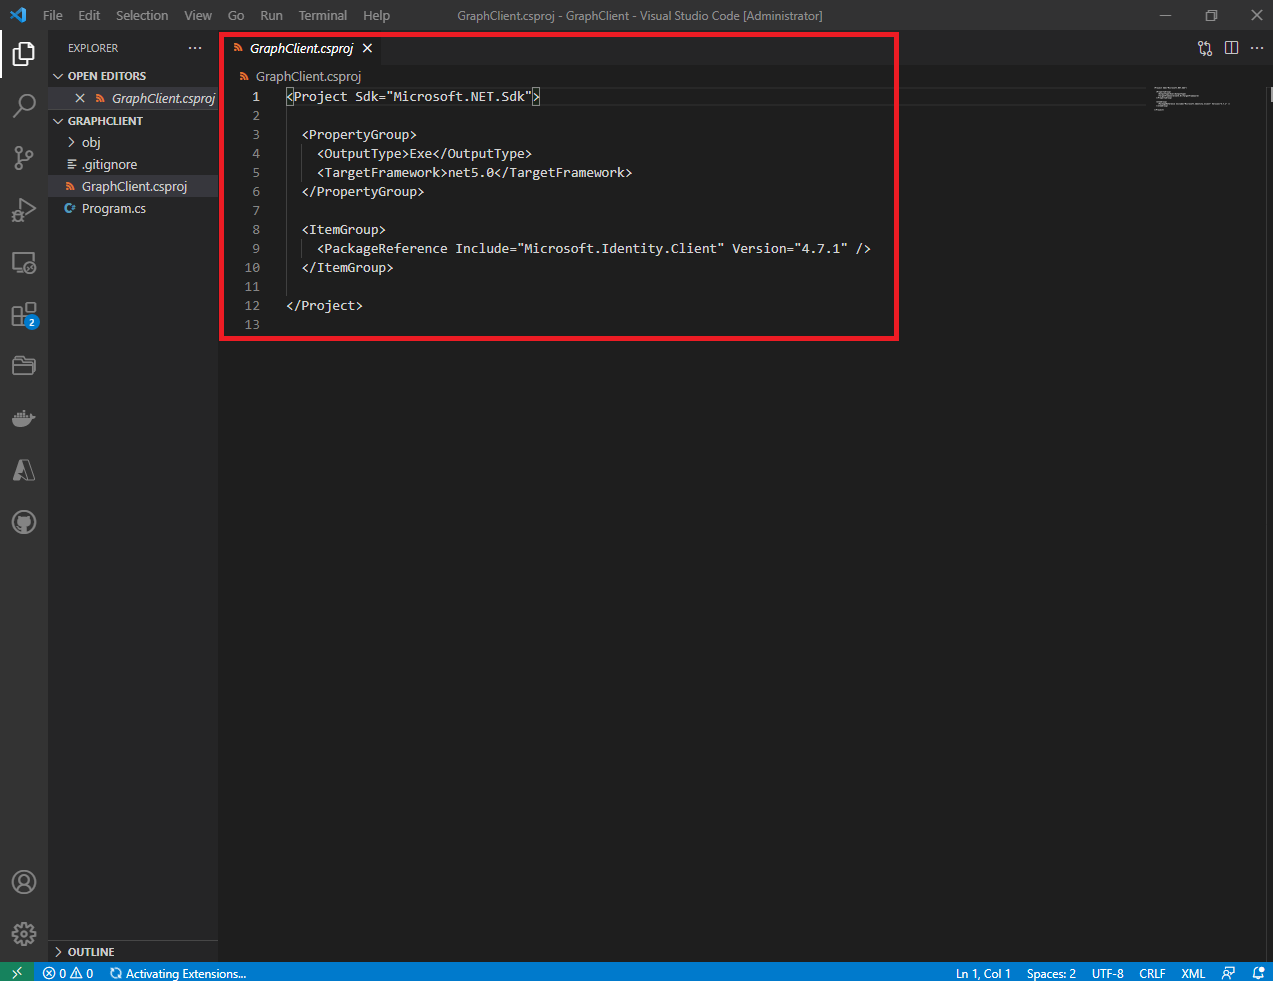 File Edit Selection View Go Run Terminal Help GraphClient.csproj - GraphClient - Visual Studio Code [Administrator]
EXPLORER
OPEN EDITORS
GraphClient.csproj
GRAPHCLIENT
obj
.gitignore
GraphClient.csproj
Program.cs
2
OUTLINE
GraphClient.csproj
GraphClient.csproj
1 <Project Sdk="Microsoft.NET.Sdk">
2
3 <PropertyGroup>
4 <OutputType>Exe</OutputType>
5 <TargetFramework>net5.0</TargetFramework>
6 </PropertyGroup>
7
8 <ItemGroup>
9 <PackageReference Include="Microsoft.Identity.Client" Version="4.7.1" />
10 </ItemGroup>
11
12 </Project>
13
0 0 Activating Extensions... Ln 1, Col 1 Spaces: 2 UTF-8 CRLF XML